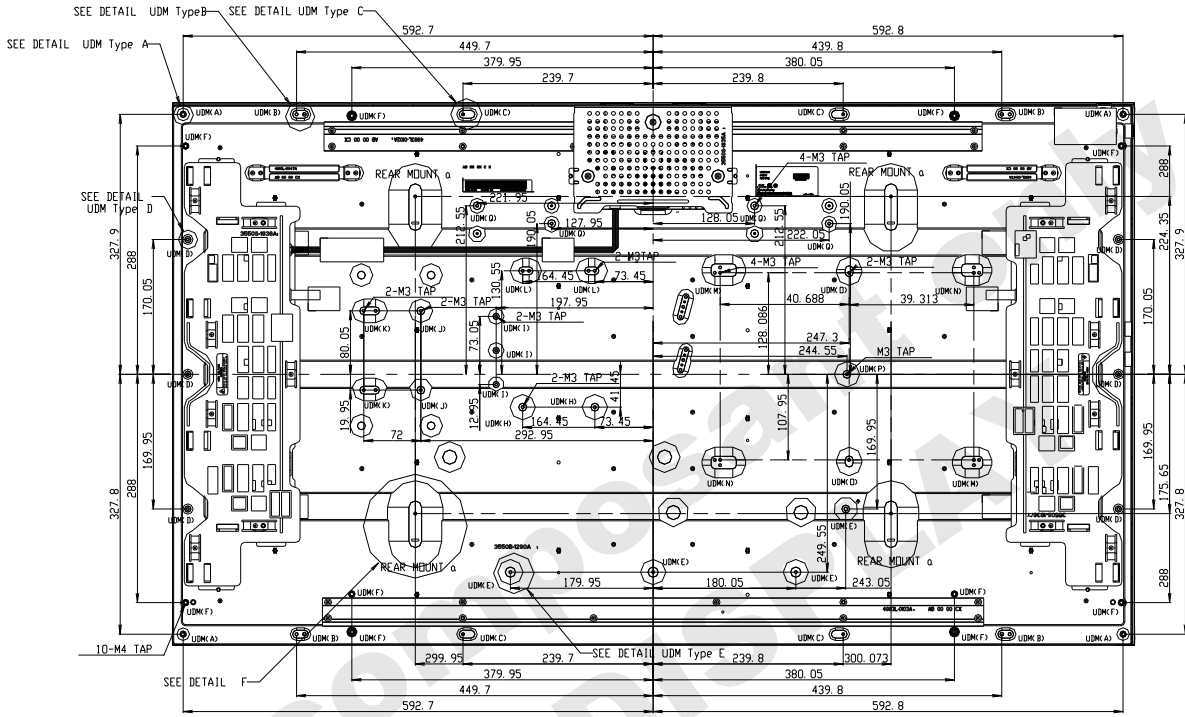 SEE DETAIL UDM TypeB
SEE DETAIL UDM Type C
SEE DETAIL UDM Type A
592. 7
592. 8
449. 7
439. 8
379. 95
380. 05
239. 7
239. 8
UDM(A)
UDM(B)
UDM(F)
UDM(C)
UDM(C)
UDM(F)
UDM(B)
UDM(A)
UDM(F)
UDM(F)
4-M3 TAP
REAR MOUNT a
REAR MOUNT a
SEE DETAIL
UDM Type D
221. 95
212. 55
190. 05
127. 95
UDM(Q)
128. 05
UDM(Q)
212. 55
190. 05
222. 05
UDM(Q)
288
224. 35
327. 9
327. 9
288
170. 05
170. 05
35508-1836A
UDM(D)
UDM(D)
2-M3TAP
4-M3 TAP
2-M3 TAP
130. 55
164. 45
73. 45
UDM(L)
UDM(L)
UDM(M)
UDM(D)
UDM(N)
2-M3 TAP
2-M3 TAP
197. 95
2-M3 TAP
40. 688
39. 313
128. 086
UDM(K)
UDM(J)
UDM(I)
80. 05
73. 05
UDM(I)
247. 3
244. 55
M3 TAP
UDM(P)
2-M3 TAP
UDM(D)
UDM(D)
UDM(K)
UDM(J)
UDM(I)
UDM(H)
UDM(H)
41. 45
19. 95
12. 95
164. 45
73. 45
72
292. 95
107. 95
169. 95
169. 95
169. 95
175. 65
UDM(N)
UDM(M)
288
327. 8
288
327. 8
UDM(D)
UDM(E)
UDM(D)
35508-1290A
249. 55
REAR MOUNT a
REAR MOUNT a
UDM(E)
UDM(E)
UDM(E)
179. 95
180. 05
243. 05
UDM(F)
UDM(F)
UDM(F)
UDM(F)
UDM(A)
UDM(B)
UDM(F)
UDM(C)
UDM(C)
UDM(F)
UDM(B)
UDM(A)
10-M4 TAP
SEE DETAIL UDM Type E
SEE DETAIL F
299. 95
239. 7
239. 8
300. 073
379. 95
380. 05
449. 7
439. 8
592. 7
592. 8
composant only
DISPLAY